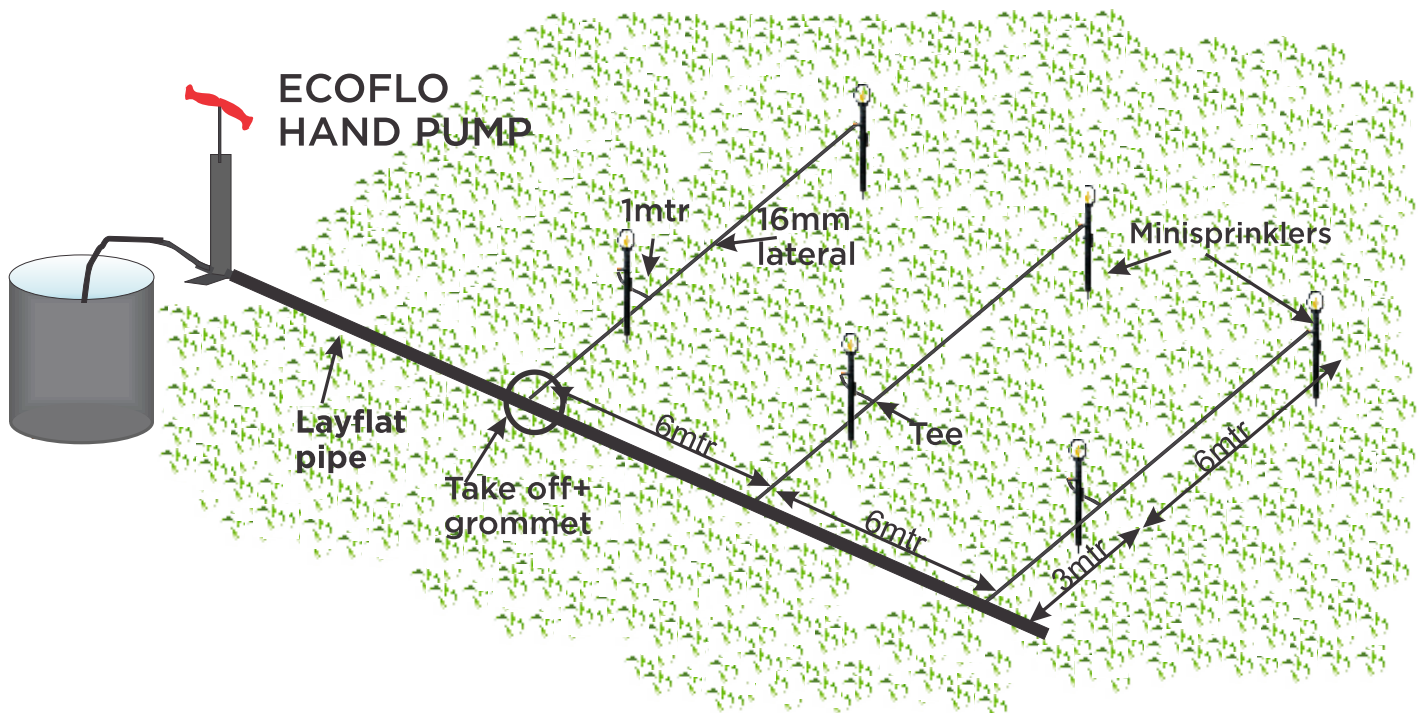 ECOFLO
HAND PUMP
1mtr
16mm
lateral
Minisprinklers
Layflat
pipe
Take off+
grommet
6mtr
Tee
6mtr
6mtr
3mtr